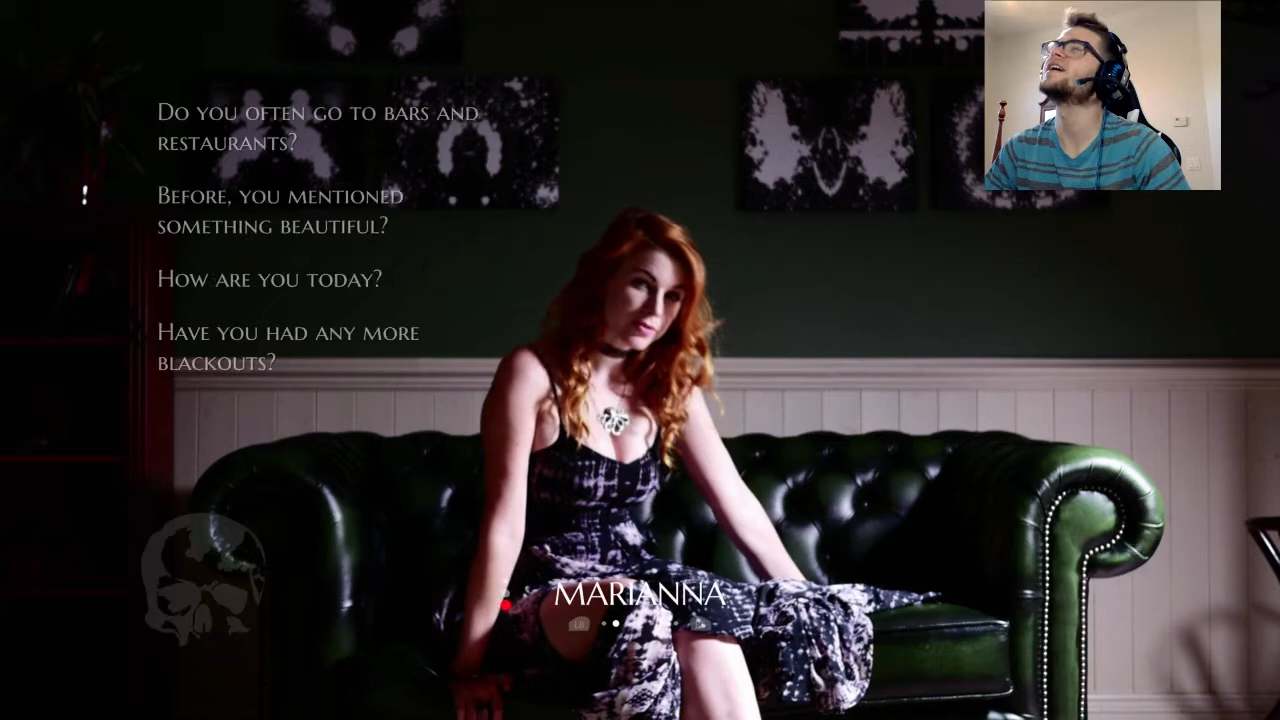 Do you often go to bars and
restaurants?
Before, you mentioned
something beautiful?
How are you today?
Have you had any more
blackouts?
MARIANNA
LB